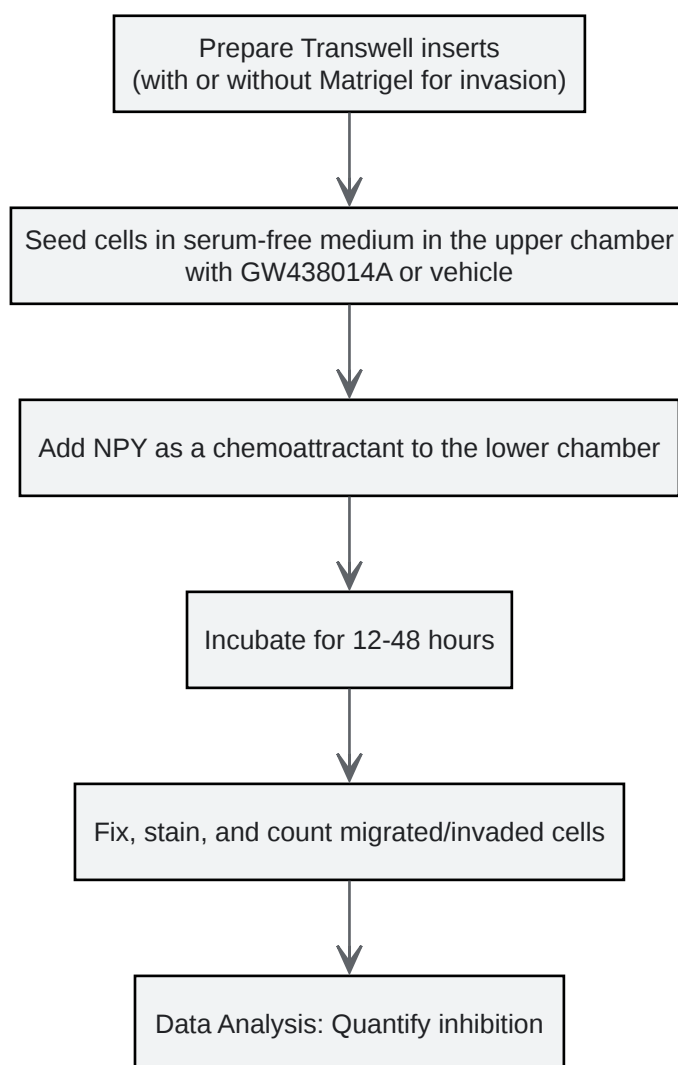 Prepare Transwell inserts
(with or without Matrigel for invasion)
Seed cells in serum-free medium in the upper chamber
with GW438014A or vehicle
Add NPY as a chemoattractant to the lower chamber
Incubate for 12-48 hours
Fix, stain, and count migrated/invaded cells
Data Analysis: Quantify inhibition